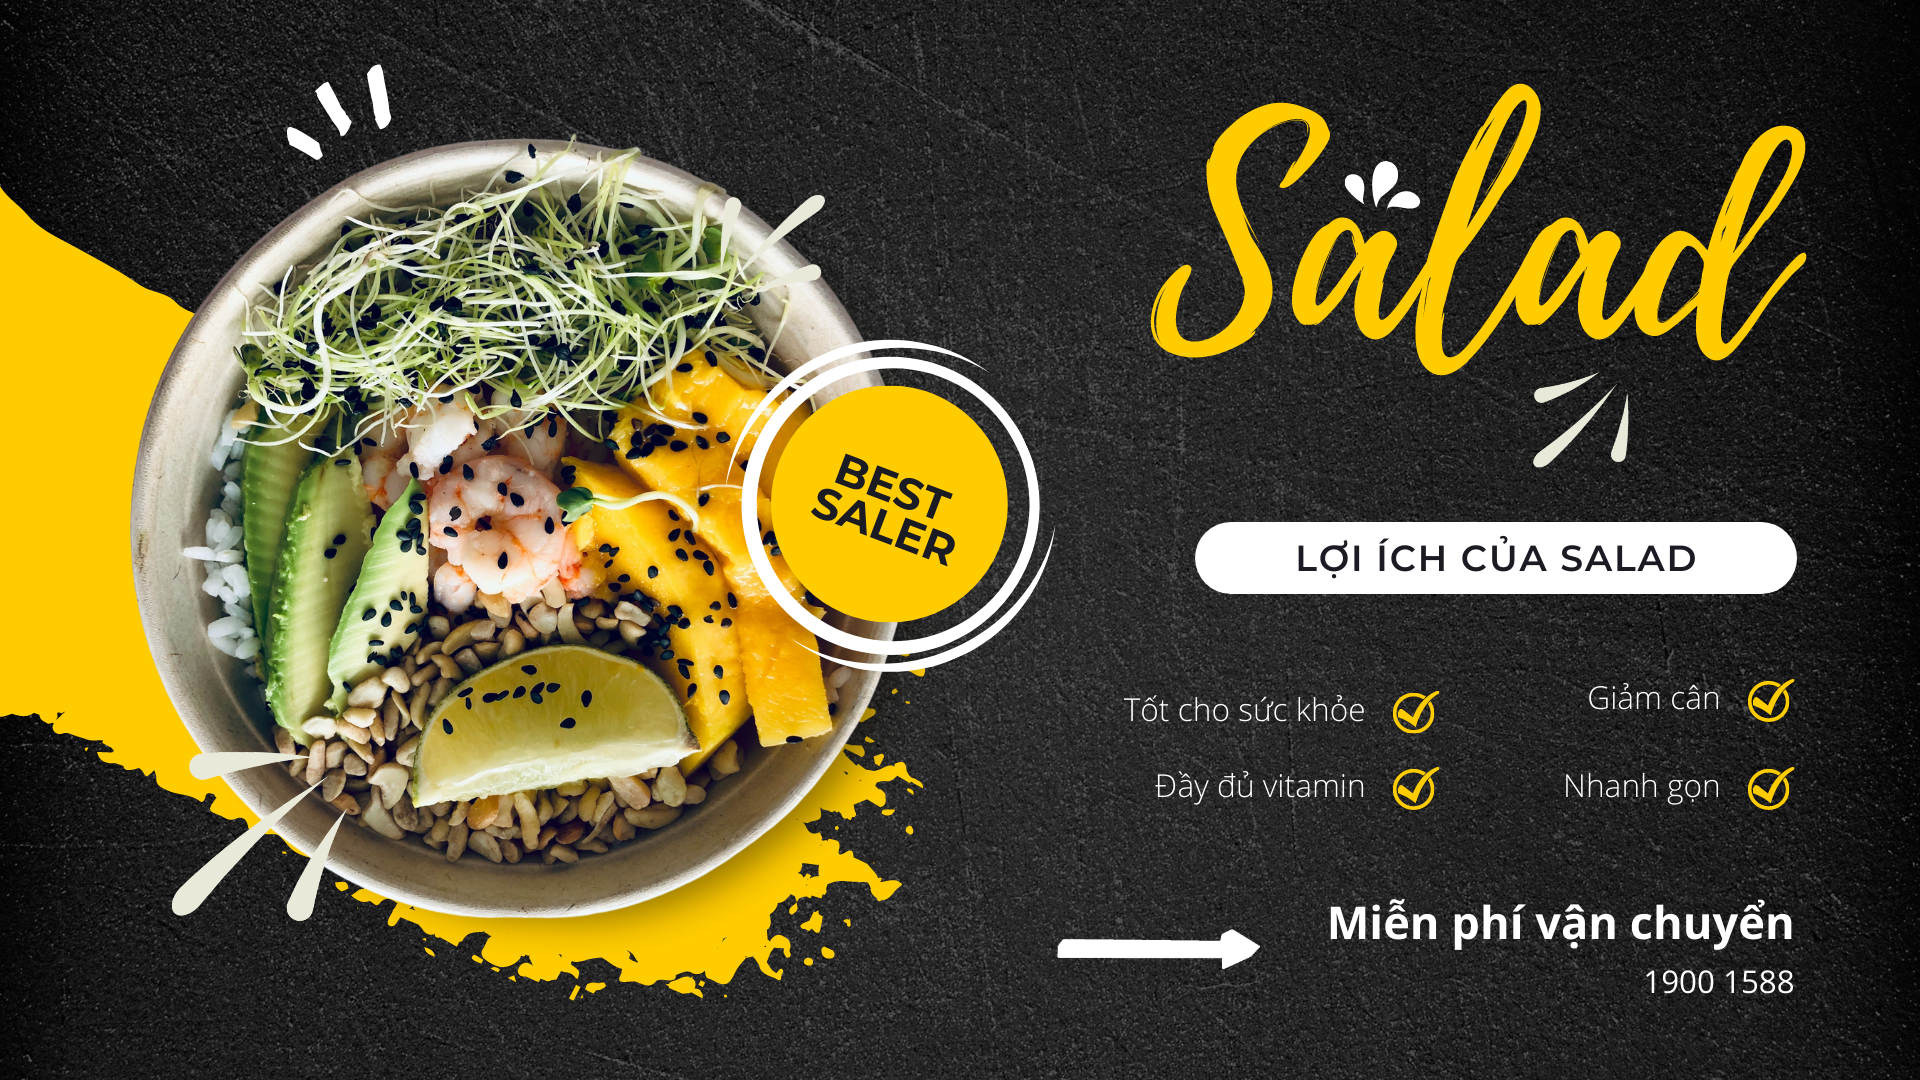 Salad
BEST
SALER
LỢI ÍCH CỦA SALAD
Tốt cho sức khỏe
Giảm cân
Đầy đủ vitamin
Nhanh gọn
Miễn phí vận chuyển
1900 1588